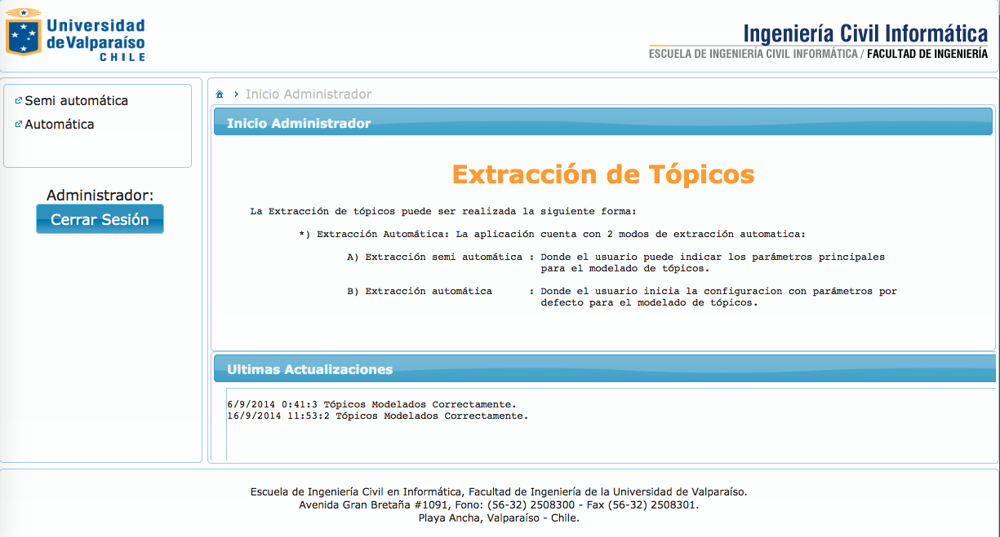 Universidad
de Valparaíso
CHILE
Ingeniería Civil Informática
ESCUELA DE INGENIERÍA CIVIL INFORMÁTICA / FACULTAD DE INGENIERÍA
Semi automática
Automática
Administrador:
Cerrar Sesión
Inicio Administrador
Inicio Administrador
Extracción de Tópicos
La Extracción de tópicos puede ser realizada la siguiente forma:
*) Extracción Automática: La aplicación cuenta con 2 modos de extracción automatica:
A) Extracción semi automática : Donde el usuario puede indicar los parámetros principales
para el modelado de tópicos.
B) Extracción automática : Donde el usuario inicia la configuracion con parámetros por
defecto para el modelado de tópicos.
Ultimas Actualizaciones
6/9/2014 0:41:3 Tópicos Modelados Correctamente.
16/9/2014 11:53:2 Tópicos Modelados Correctamente.
Escuela de Ingeniería Civil en Informática, Facultad de Ingeniería de la Universidad de Valparaíso.
Avenida Gran Bretaña #1091, Fono: (56-32) 2508300 - Fax (56-32) 2508301.
Playa Ancha, Valparaíso - Chile.